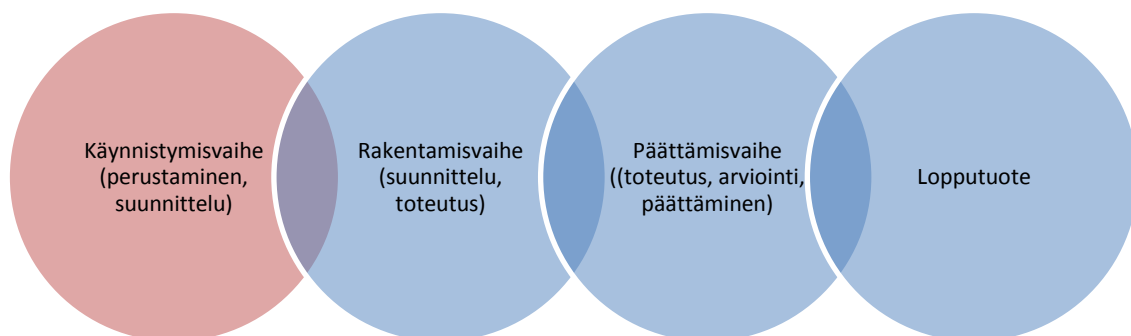 Käynnistymisvaihe
(perustaminen,
suunnittelu)
Rakentamisvaihe
(suunnittelu,
toteutus)
Päättämisvaihe
((toteutus, arviointi,
päättäminen)
Lopputuote